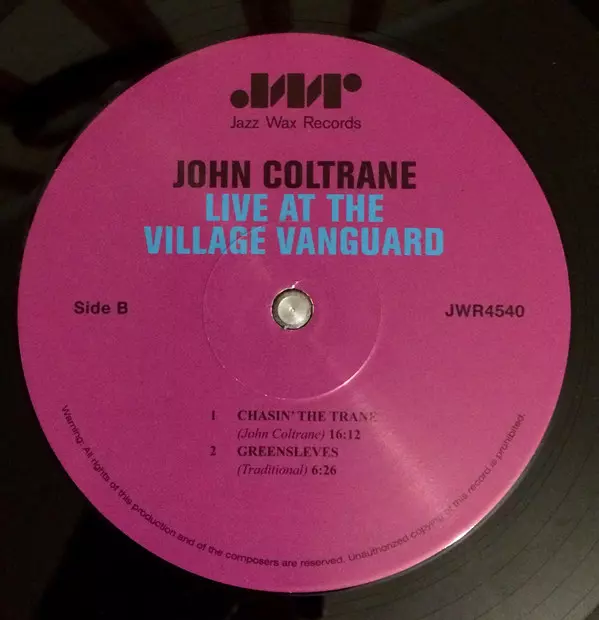 JWR
Jazz Wax Records
JOHN COLTRANE
LIVE AT THE
VILLAGE VANGUARD
Side B
JWR4540
1 CHASIN' THE TRANE
(John Coltrane) 16:12
2 GREENSLEVES
(Traditional) 6:26
Warning: All rights of this production and of the composers are reserved. Unauthorized copying of this record is prohibited.